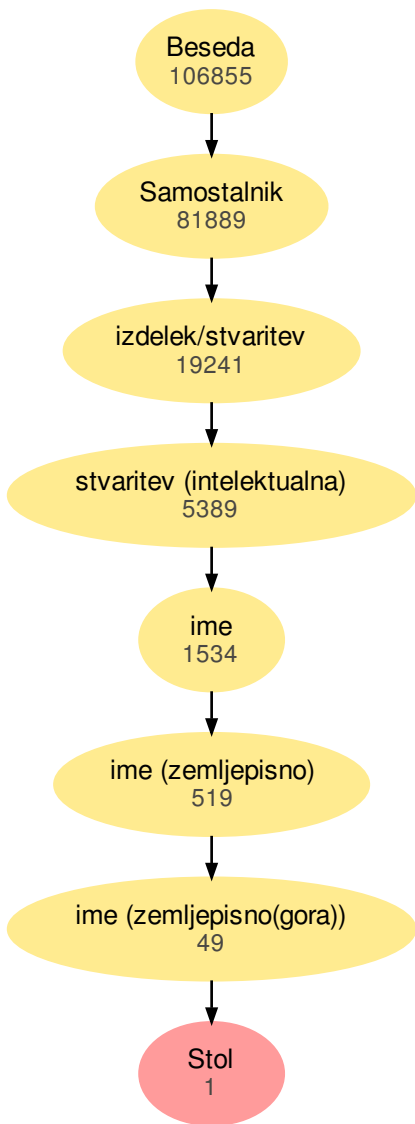 Beseda
106855
Samostalnik
81889
izdelek/stvaritev
19241
stvaritev (intelektualna)
5389
ime
1534
ime (zemljepisno)
519
ime (zemljepisno(gora))
49
Stol
1